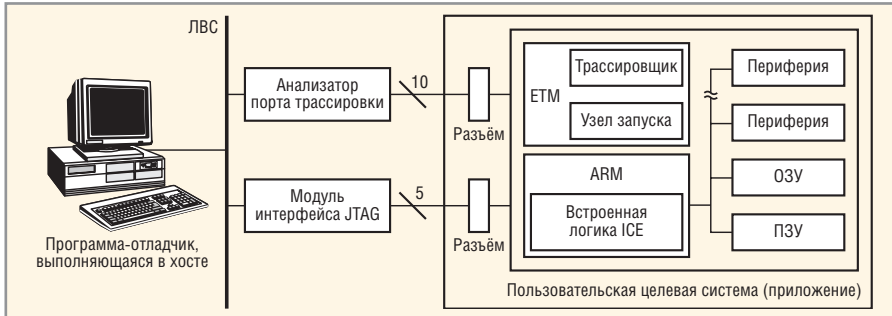 ЛВС
Программа-отладчик,
выполняющаяся в хосте
Анализатор
порта трассировки
10
Разъём
Модуль
интерфейса JTAG
5
Разъём
ETM
Трассировщик
Узел запуска
ARM
Встроенная
логика ICE
Периферия
Периферия
ОЗУ
ПЗУ
Пользовательская целевая система (приложение)